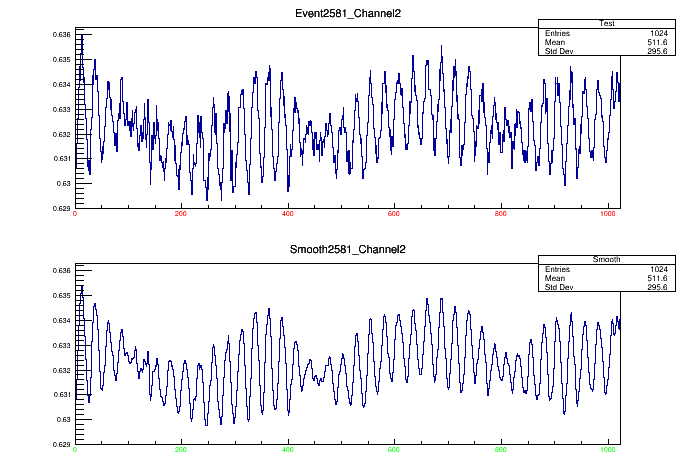 Event2581_Channel2
Test
Entries 1024
Mean 511.6
Std Dev 295.6
0.636
0.635
0.634
0.633
0.632
0.631
0.63
0.629
0 200 400 600 800 1000
Smooth2581_Channel2
Smooth
Entries 1024
Mean 511.6
Std Dev 295.6
0.636
0.635
0.634
0.633
0.632
0.631
0.63
0.629
0 200 400 600 800 1000